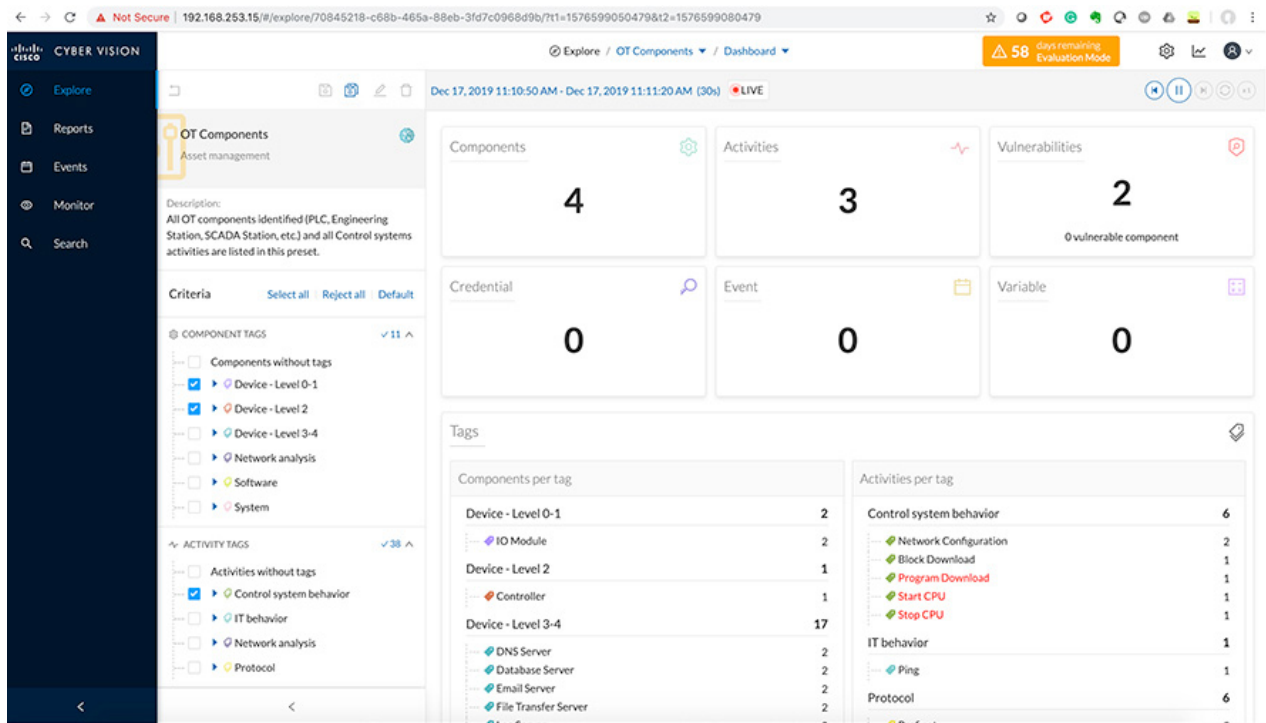 Not Secure | 192.168.253.15/#/explore/70845218-c68b-465a-88eb-3fd7c0968d9b/?t1=1576599050479&t2=1576599080479
cisco CYBER VISION
Explore / OT Components / Dashboard
58 days remaining
Evaluation Mode
Explore
Reports
Events
Monitor
Search
OT Components
Asset management
Description:
All OT components identified (PLC, Engineering
Station, SCADA Station, etc.) and all Control systems
activities are listed in this preset.
Criteria Select all Reject all Default
COMPONENT TAGS 11
Components without tags
Device - Level 0-1
Device - Level 2
Device - Level 3-4
Network analysis
Software
System
ACTIVITY TAGS 38
Activities without tags
Control system behavior
IT behavior
Network analysis
Protocol
Dec 17, 2019 11:10:50 AM - Dec 17, 2019 11:11:20 AM (30s) LIVE
Components
4
Activities
3
Vulnerabilities
2
0 vulnerable component
Credential
0
Event
0
Variable
0
Tags
Components per tag
Device - Level 0-1 2
IO Module 2
Device - Level 2 1
Controller 1
Device - Level 3-4 17
DNS Server 2
Database Server 2
Email Server 2
File Transfer Server 2
Activities per tag
Control system behavior 6
Network Configuration 2
Block Download 1
Program Download 1
Start CPU 1
Stop CPU 1
IT behavior 1
Ping 1
Protocol 6